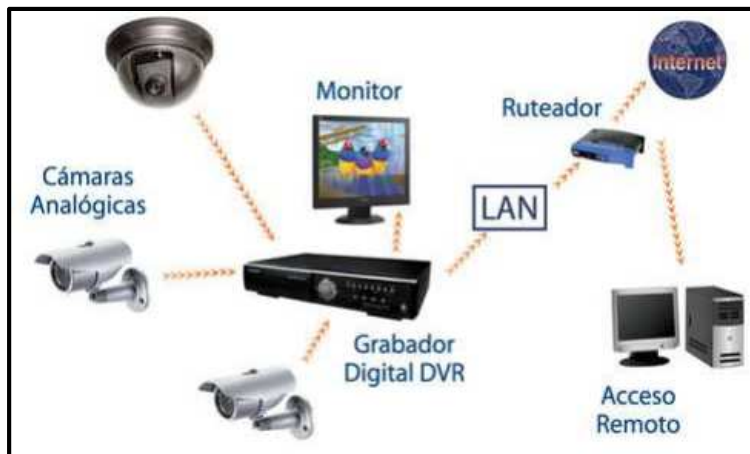 Monitor
Ruteador
Internet
Cámaras
Analógicas
LAN
Grabador
Digital DVR
Acceso
Remoto